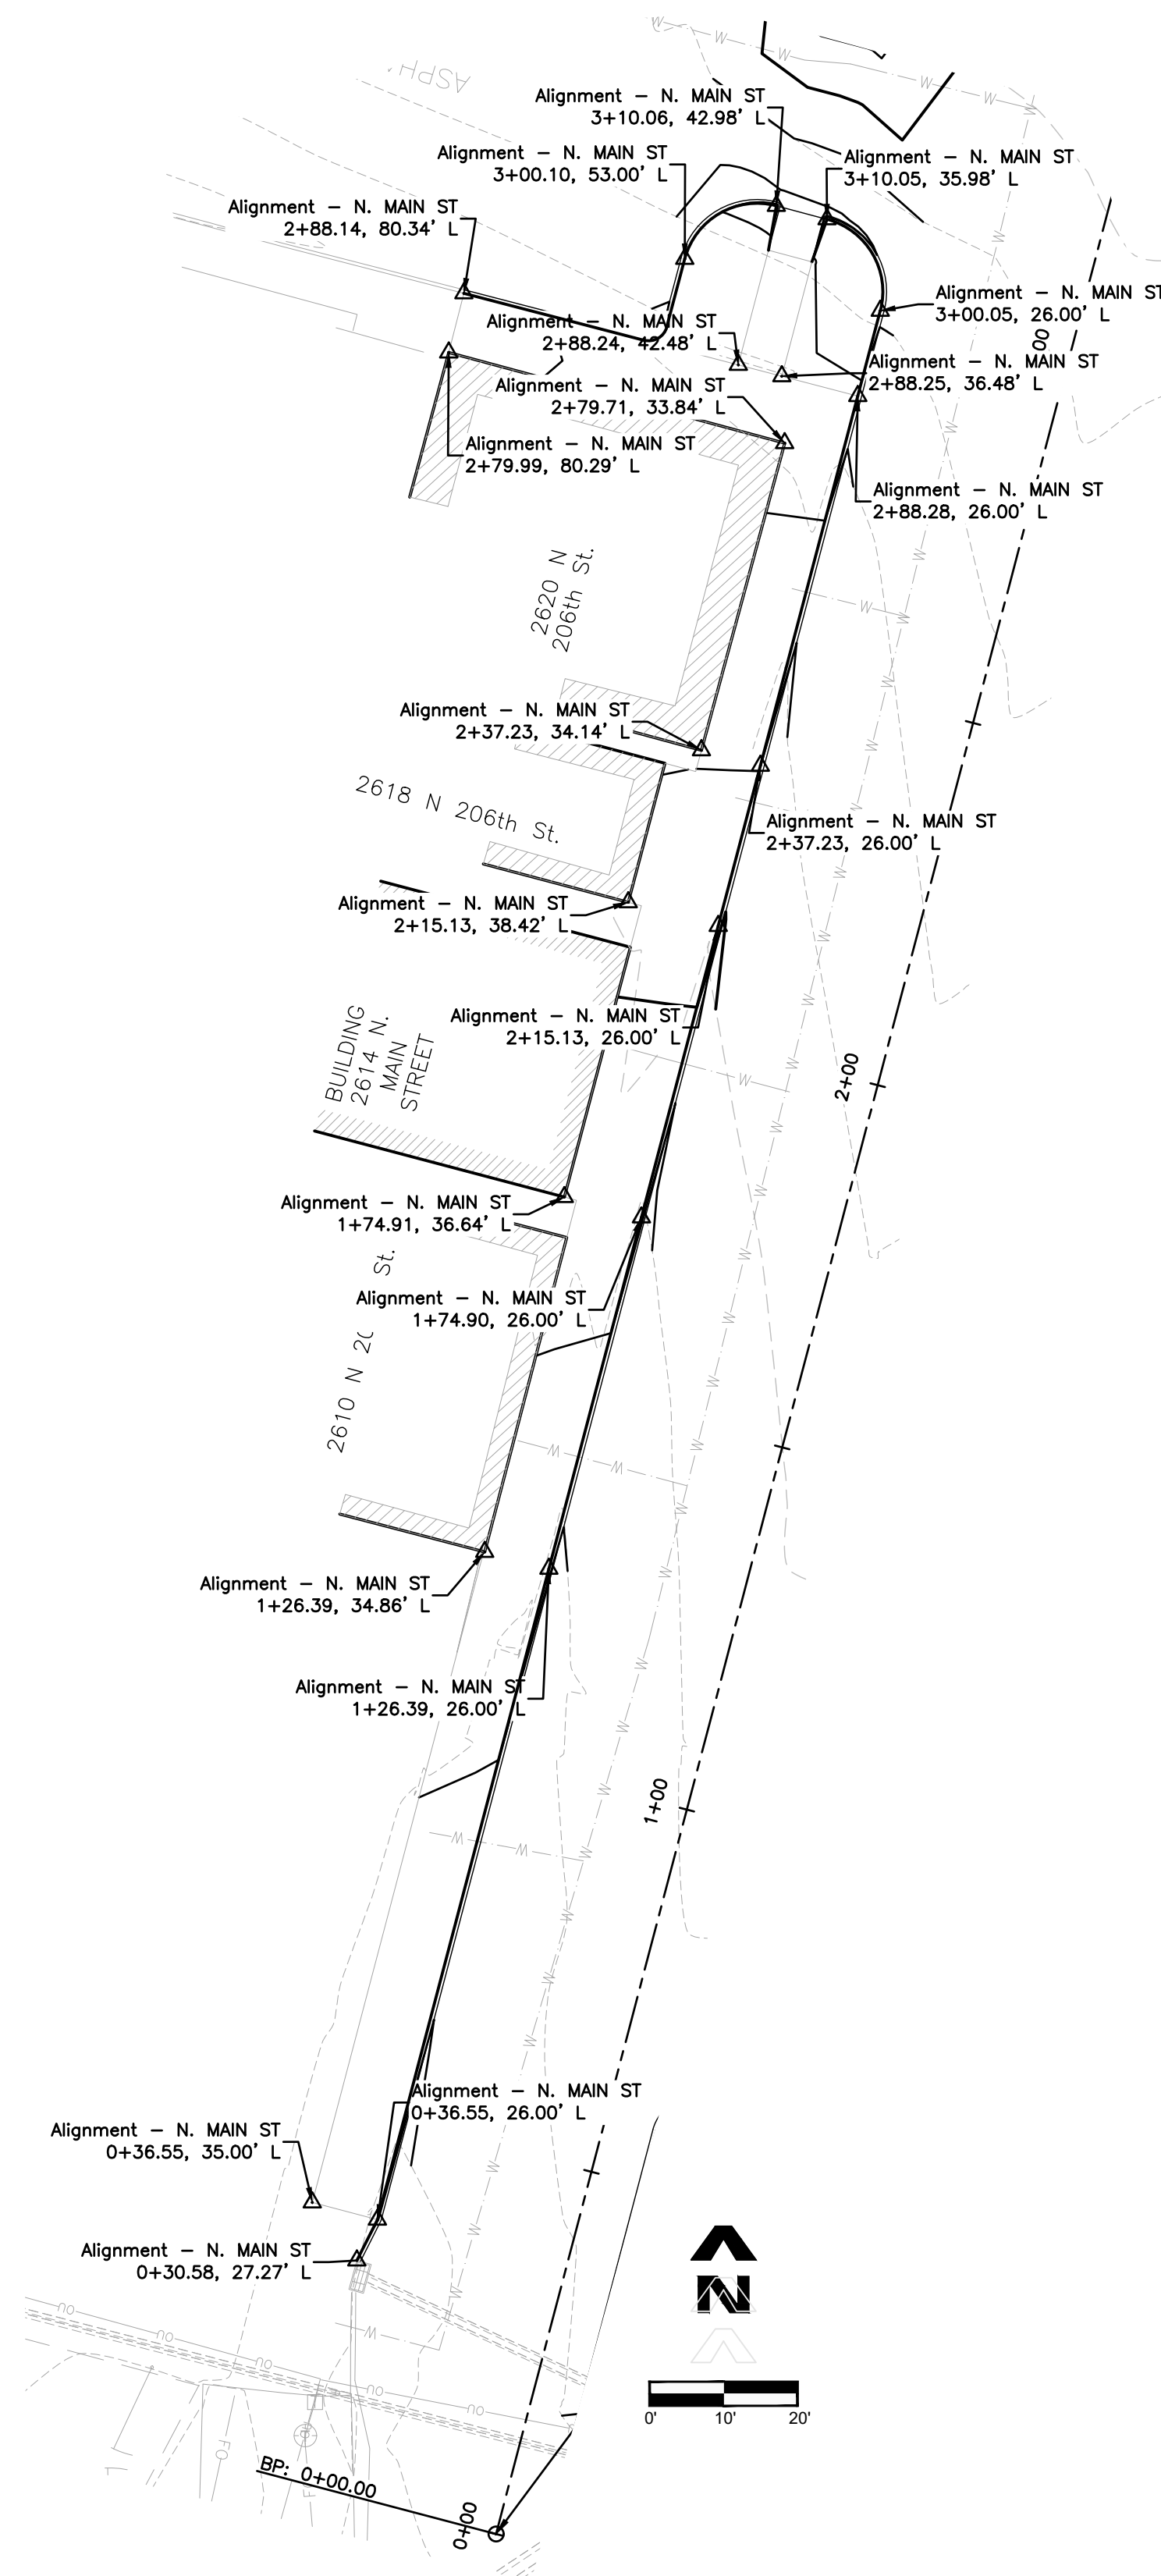 ASPH
Alignment – N. MAIN ST
3+10.06, 42.98' L
Alignment – N. MAIN ST
3+00.10, 53.00' L
Alignment – N. MAIN ST
3+10.05, 35.98' L
Alignment – N. MAIN ST
2+88.14, 80.34' L
Alignment – N. MAIN ST
3+00.05, 26.00' L
Alignment – N. MAIN ST
2+88.24, 42.48' L
00
Alignment – N. MAIN ST
2+88.25, 36.48' L
Alignment – N. MAIN ST
2+79.71, 33.84' L
Alignment – N. MAIN ST
2+79.99, 80.29' L
Alignment – N. MAIN ST
2+88.28, 26.00' L
2620 N
206th St.
Alignment – N. MAIN ST
2+37.23, 34.14' L
2618 N 206th St.
Alignment – N. MAIN ST
2+37.23, 26.00' L
Alignment – N. MAIN ST
2+15.13, 38.42' L
Alignment – N. MAIN ST
2+15.13, 26.00' L
BUILDING
2614 N.
MAIN
STREET
2+00
Alignment – N. MAIN ST
1+74.91, 36.64' L
Alignment – N. MAIN ST
1+74.90, 26.00' L
2610 N 20 St.
Alignment – N. MAIN ST
1+26.39, 34.86' L
Alignment – N. MAIN ST
1+26.39, 26.00' L
1+00
Alignment – N. MAIN ST
0+36.55, 26.00' L
Alignment – N. MAIN ST
0+36.55, 35.00' L
Alignment – N. MAIN ST
0+30.58, 27.27' L
N
0' 10' 20'
OU OU OU OU OU
FO
BP: 0+00.00
0+00